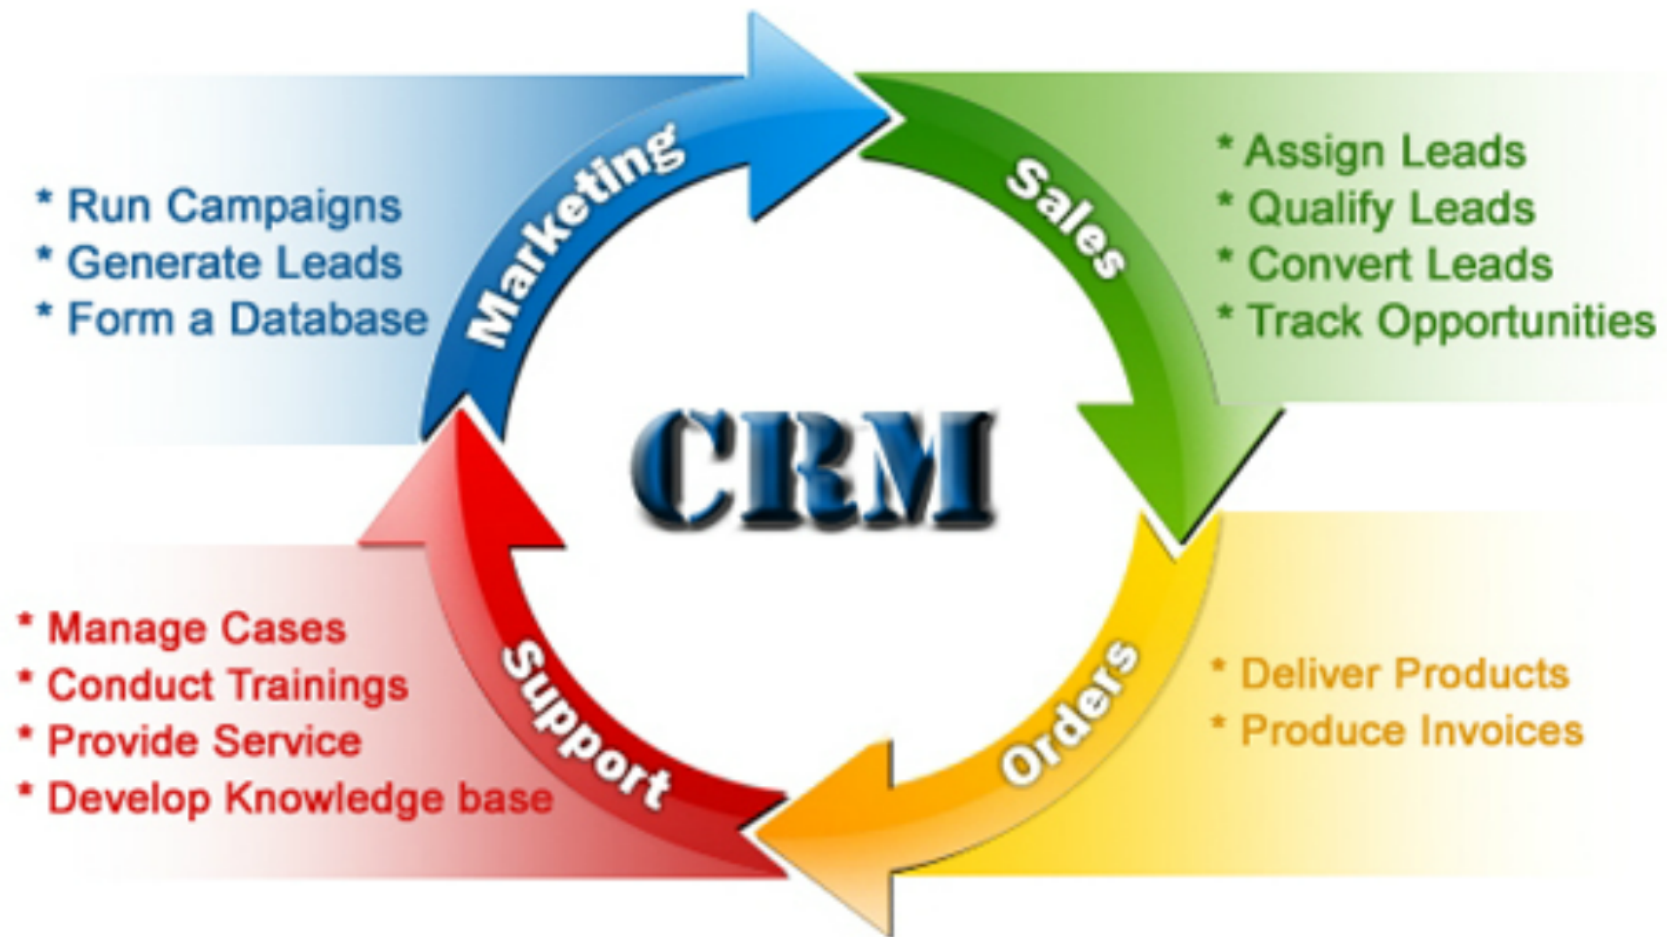 Marketing
* Run Campaigns
* Generate Leads
* Form a Database
Sales
* Assign Leads
* Qualify Leads
* Convert Leads
* Track Opportunities
CRM
Support
* Manage Cases
* Conduct Trainings
* Provide Service
* Develop Knowledge base
Orders
* Deliver Products
* Produce Invoices